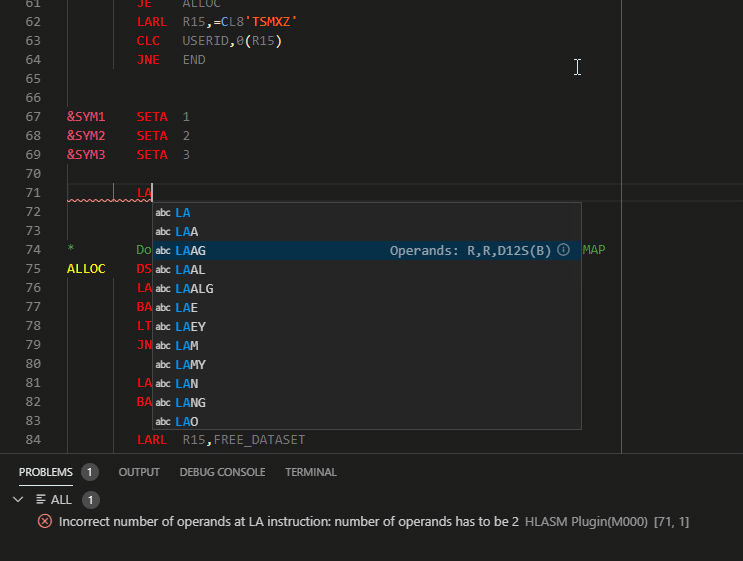 61 JE ALLOC
62 LARL R15,=CL8'TSMXZ'
63 CLC USERID,0(R15)
64 JNE END
65
66
67 &SYM1 SETA 1
68 &SYM2 SETA 2
69 &SYM3 SETA 3
70
71 LA
72 abc LA
73 abc LAA
74 * Do abc LAAG Operands: R,R,D12S(B) MAP
75 ALLOC DS abc LAAL
76 LA abc LAALG
77 BA abc LAE
78 LT abc LAEY
79 JN abc LAM
80 abc LAMY
81 LA abc LAN
82 BA abc LANG
83 abc LAO
84 LARL R15,FREE_DATASET
PROBLEMS 1 OUTPUT DEBUG CONSOLE TERMINAL
ALL 1
Incorrect number of operands at LA instruction: number of operands has to be 2 HLASM Plugin(M000) [71, 1]